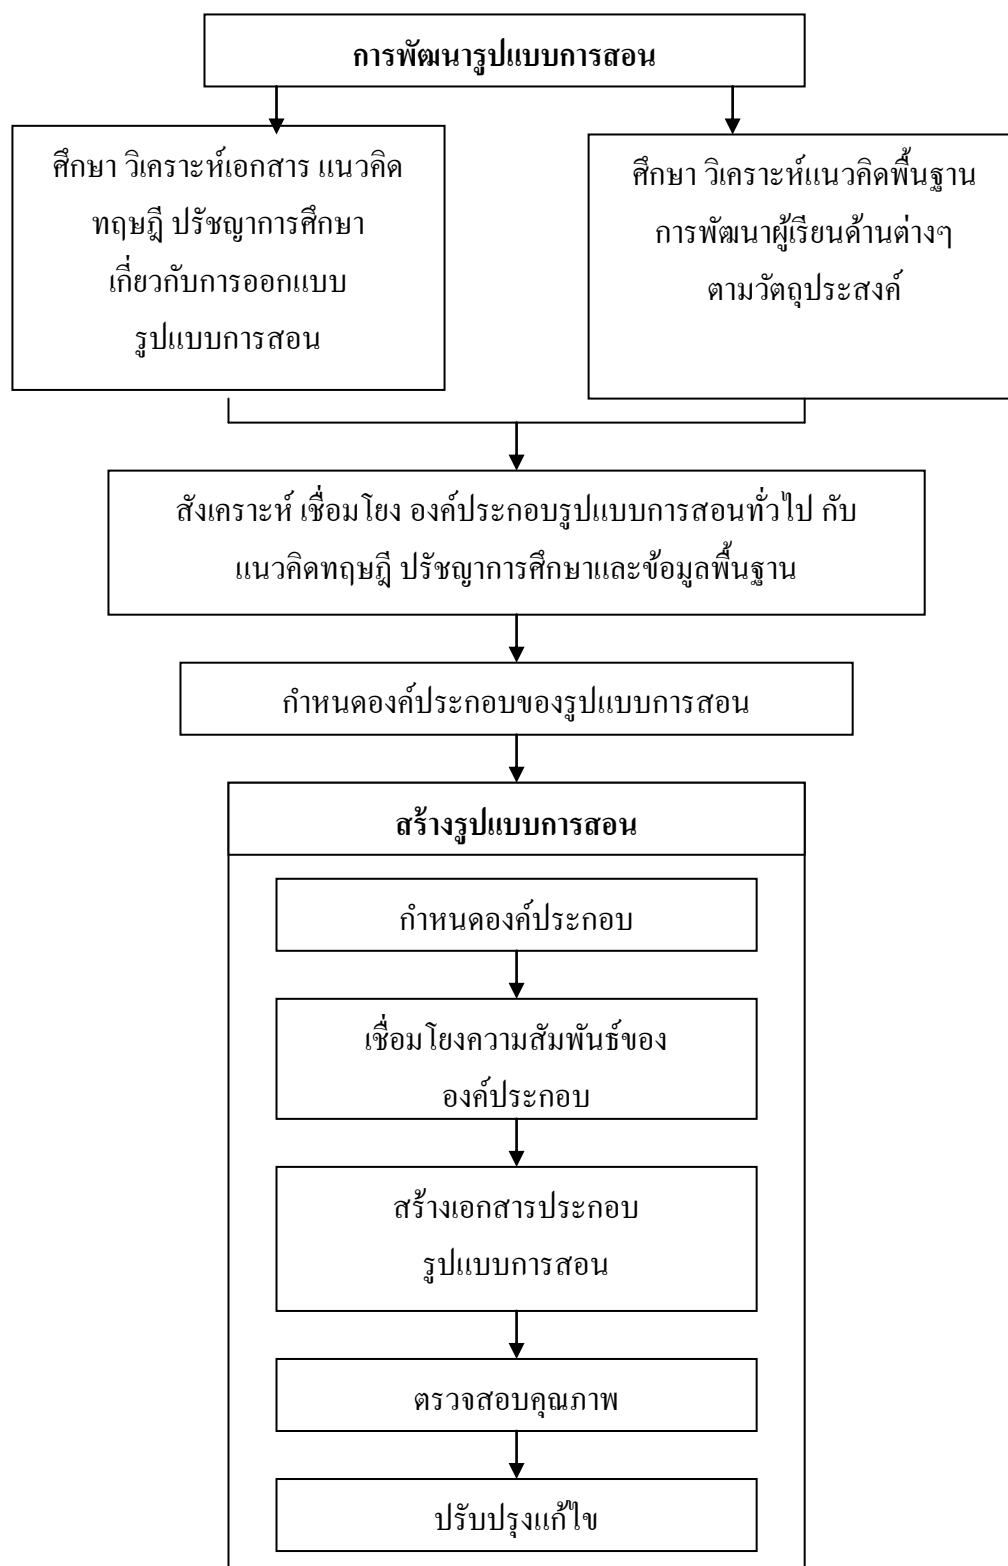 การพัฒนารูปแบบการสอน
ศึกษา วิเคราะห์เอกสาร แนวคิด
ทฤษฎี ปรัชญาการศึกษา
เกี่ยวกับการออกแบบ
รูปแบบการสอน
ศึกษา วิเคราะห์แนวคิดพื้นฐาน
การพัฒนาผู้เรียนด้านต่างๆ
ตามวัตถุประสงค์
สังเคราะห์ เชื่อมโยง องค์ประกอบรูปแบบการสอนทั่วไป กับ
แนวคิดทฤษฎี ปรัชญาการศึกษาและข้อมูลพื้นฐาน
กำหนดองค์ประกอบของรูปแบบการสอน
สร้างรูปแบบการสอน
กำหนดองค์ประกอบ
เชื่อมโยงความสัมพันธ์ของ
องค์ประกอบ
สร้างเอกสารประกอบ
รูปแบบการสอน
ตรวจสอบคุณภาพ
ปรับปรุงแก้ไข